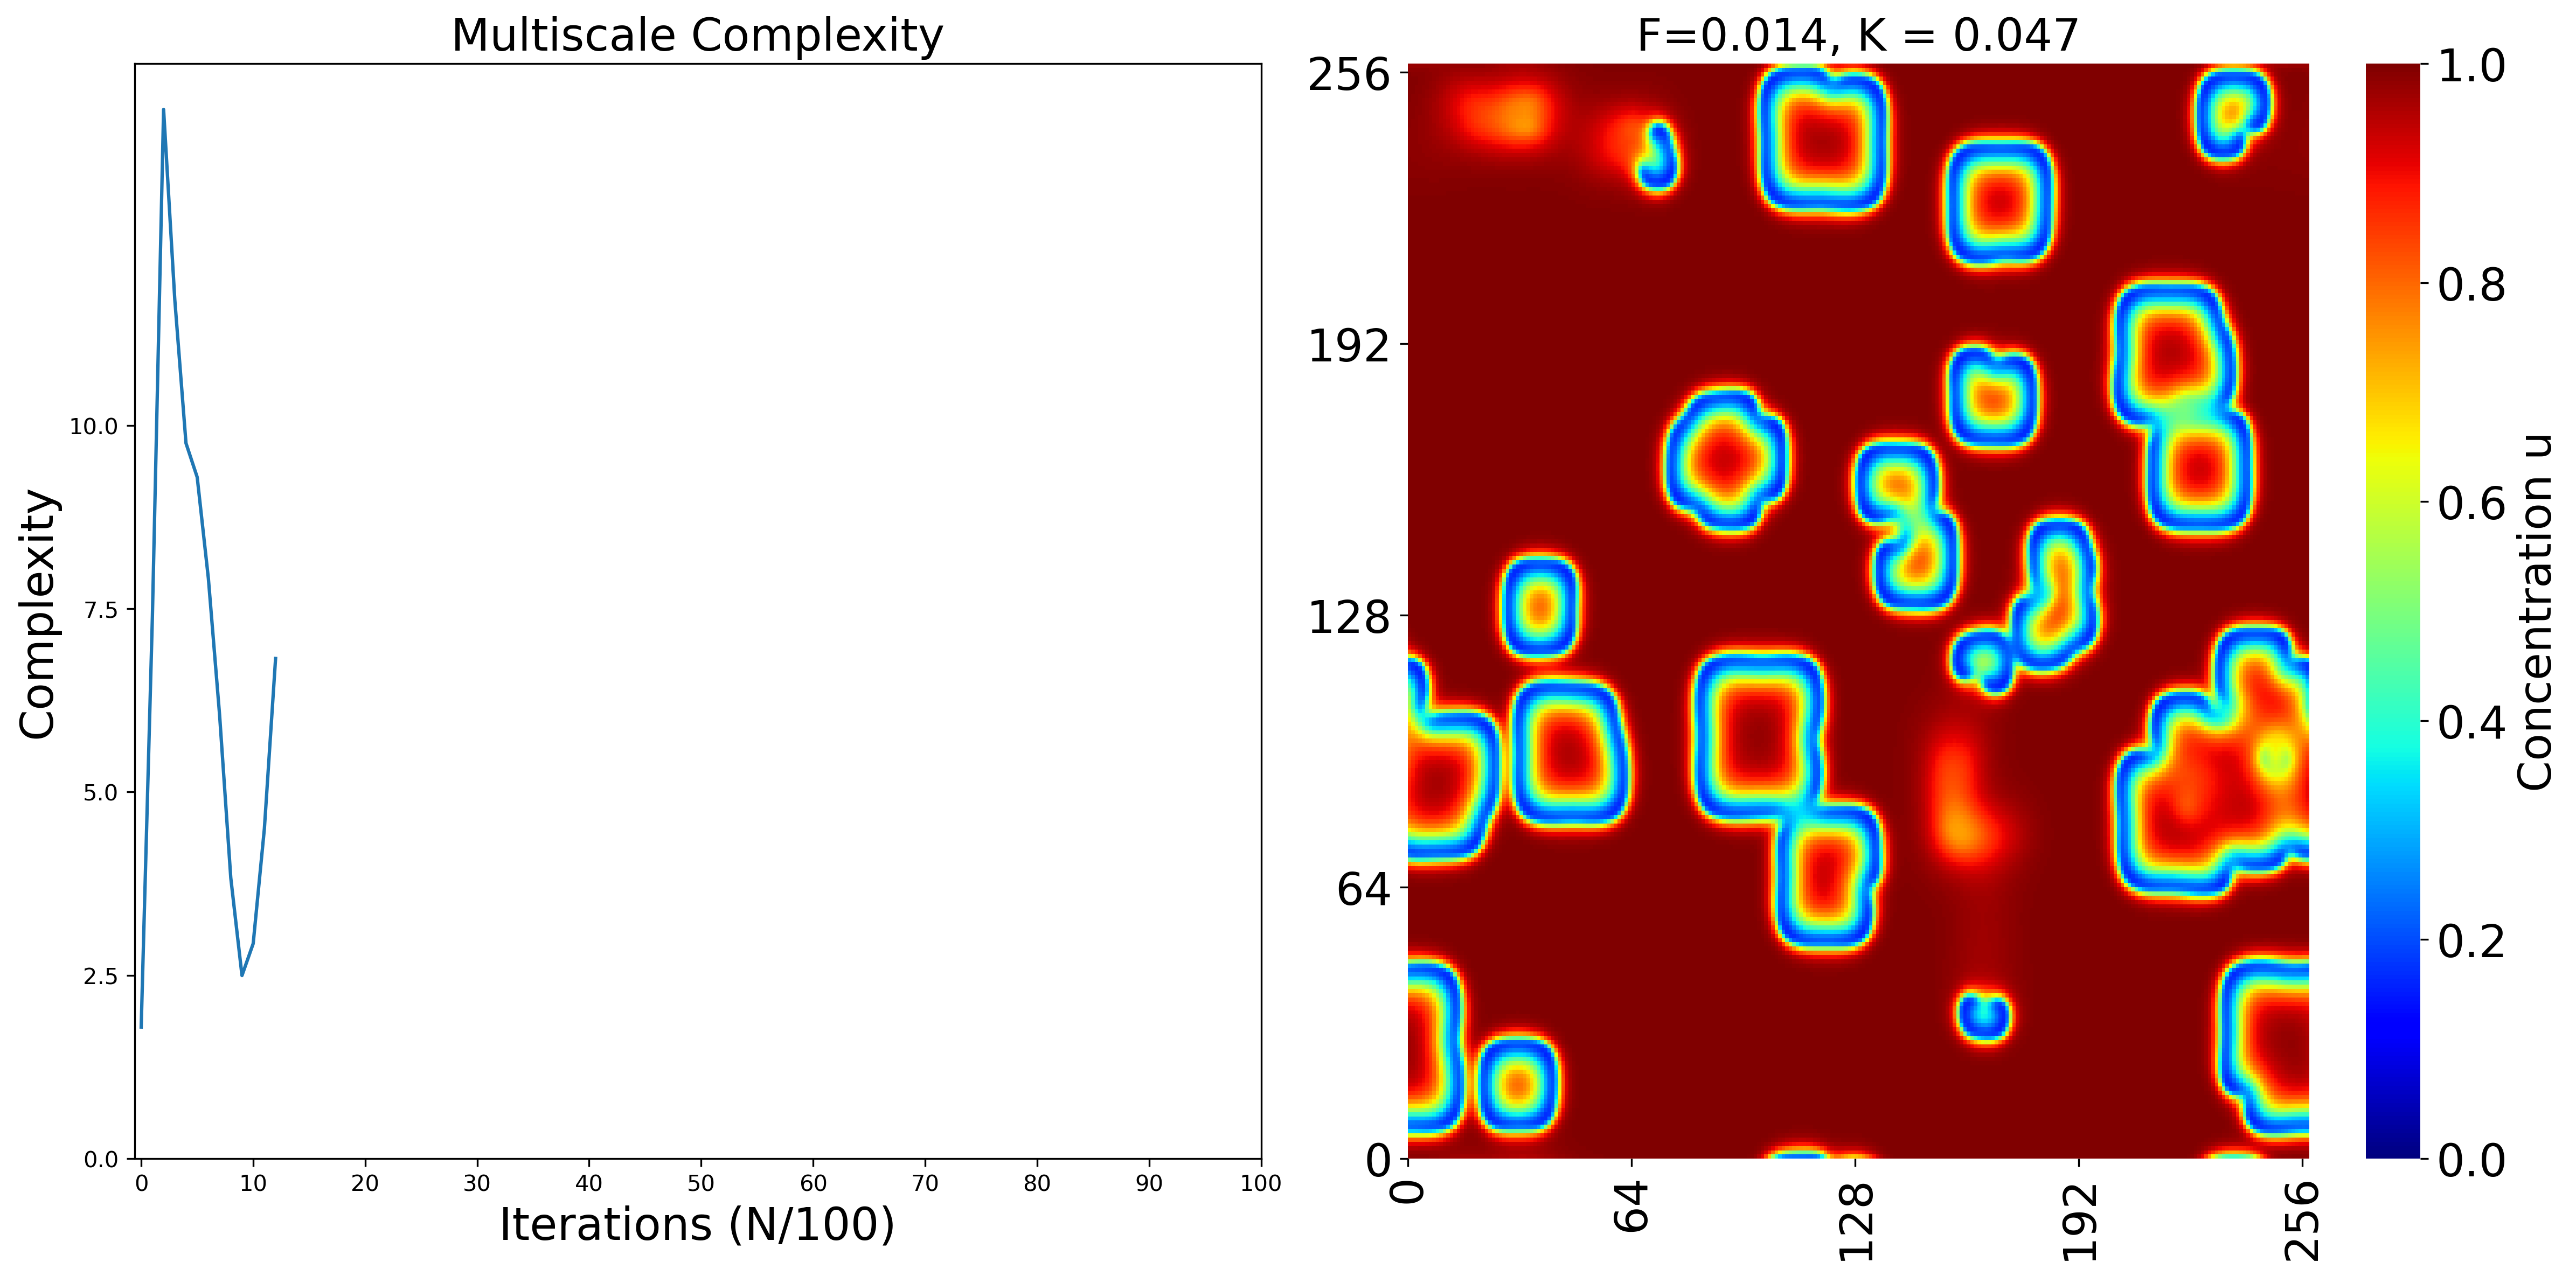 Multiscale Complexity
Complexity
10.0
7.5
5.0
2.5
0.0
0 10 20 30 40 50 60 70 80 90 100
Iterations (N/100)
F=0.014, K = 0.047
256
192
128
64
0
0 64 128 192 256
1.0
0.8
0.6
0.4
0.2
0.0
Concentration u